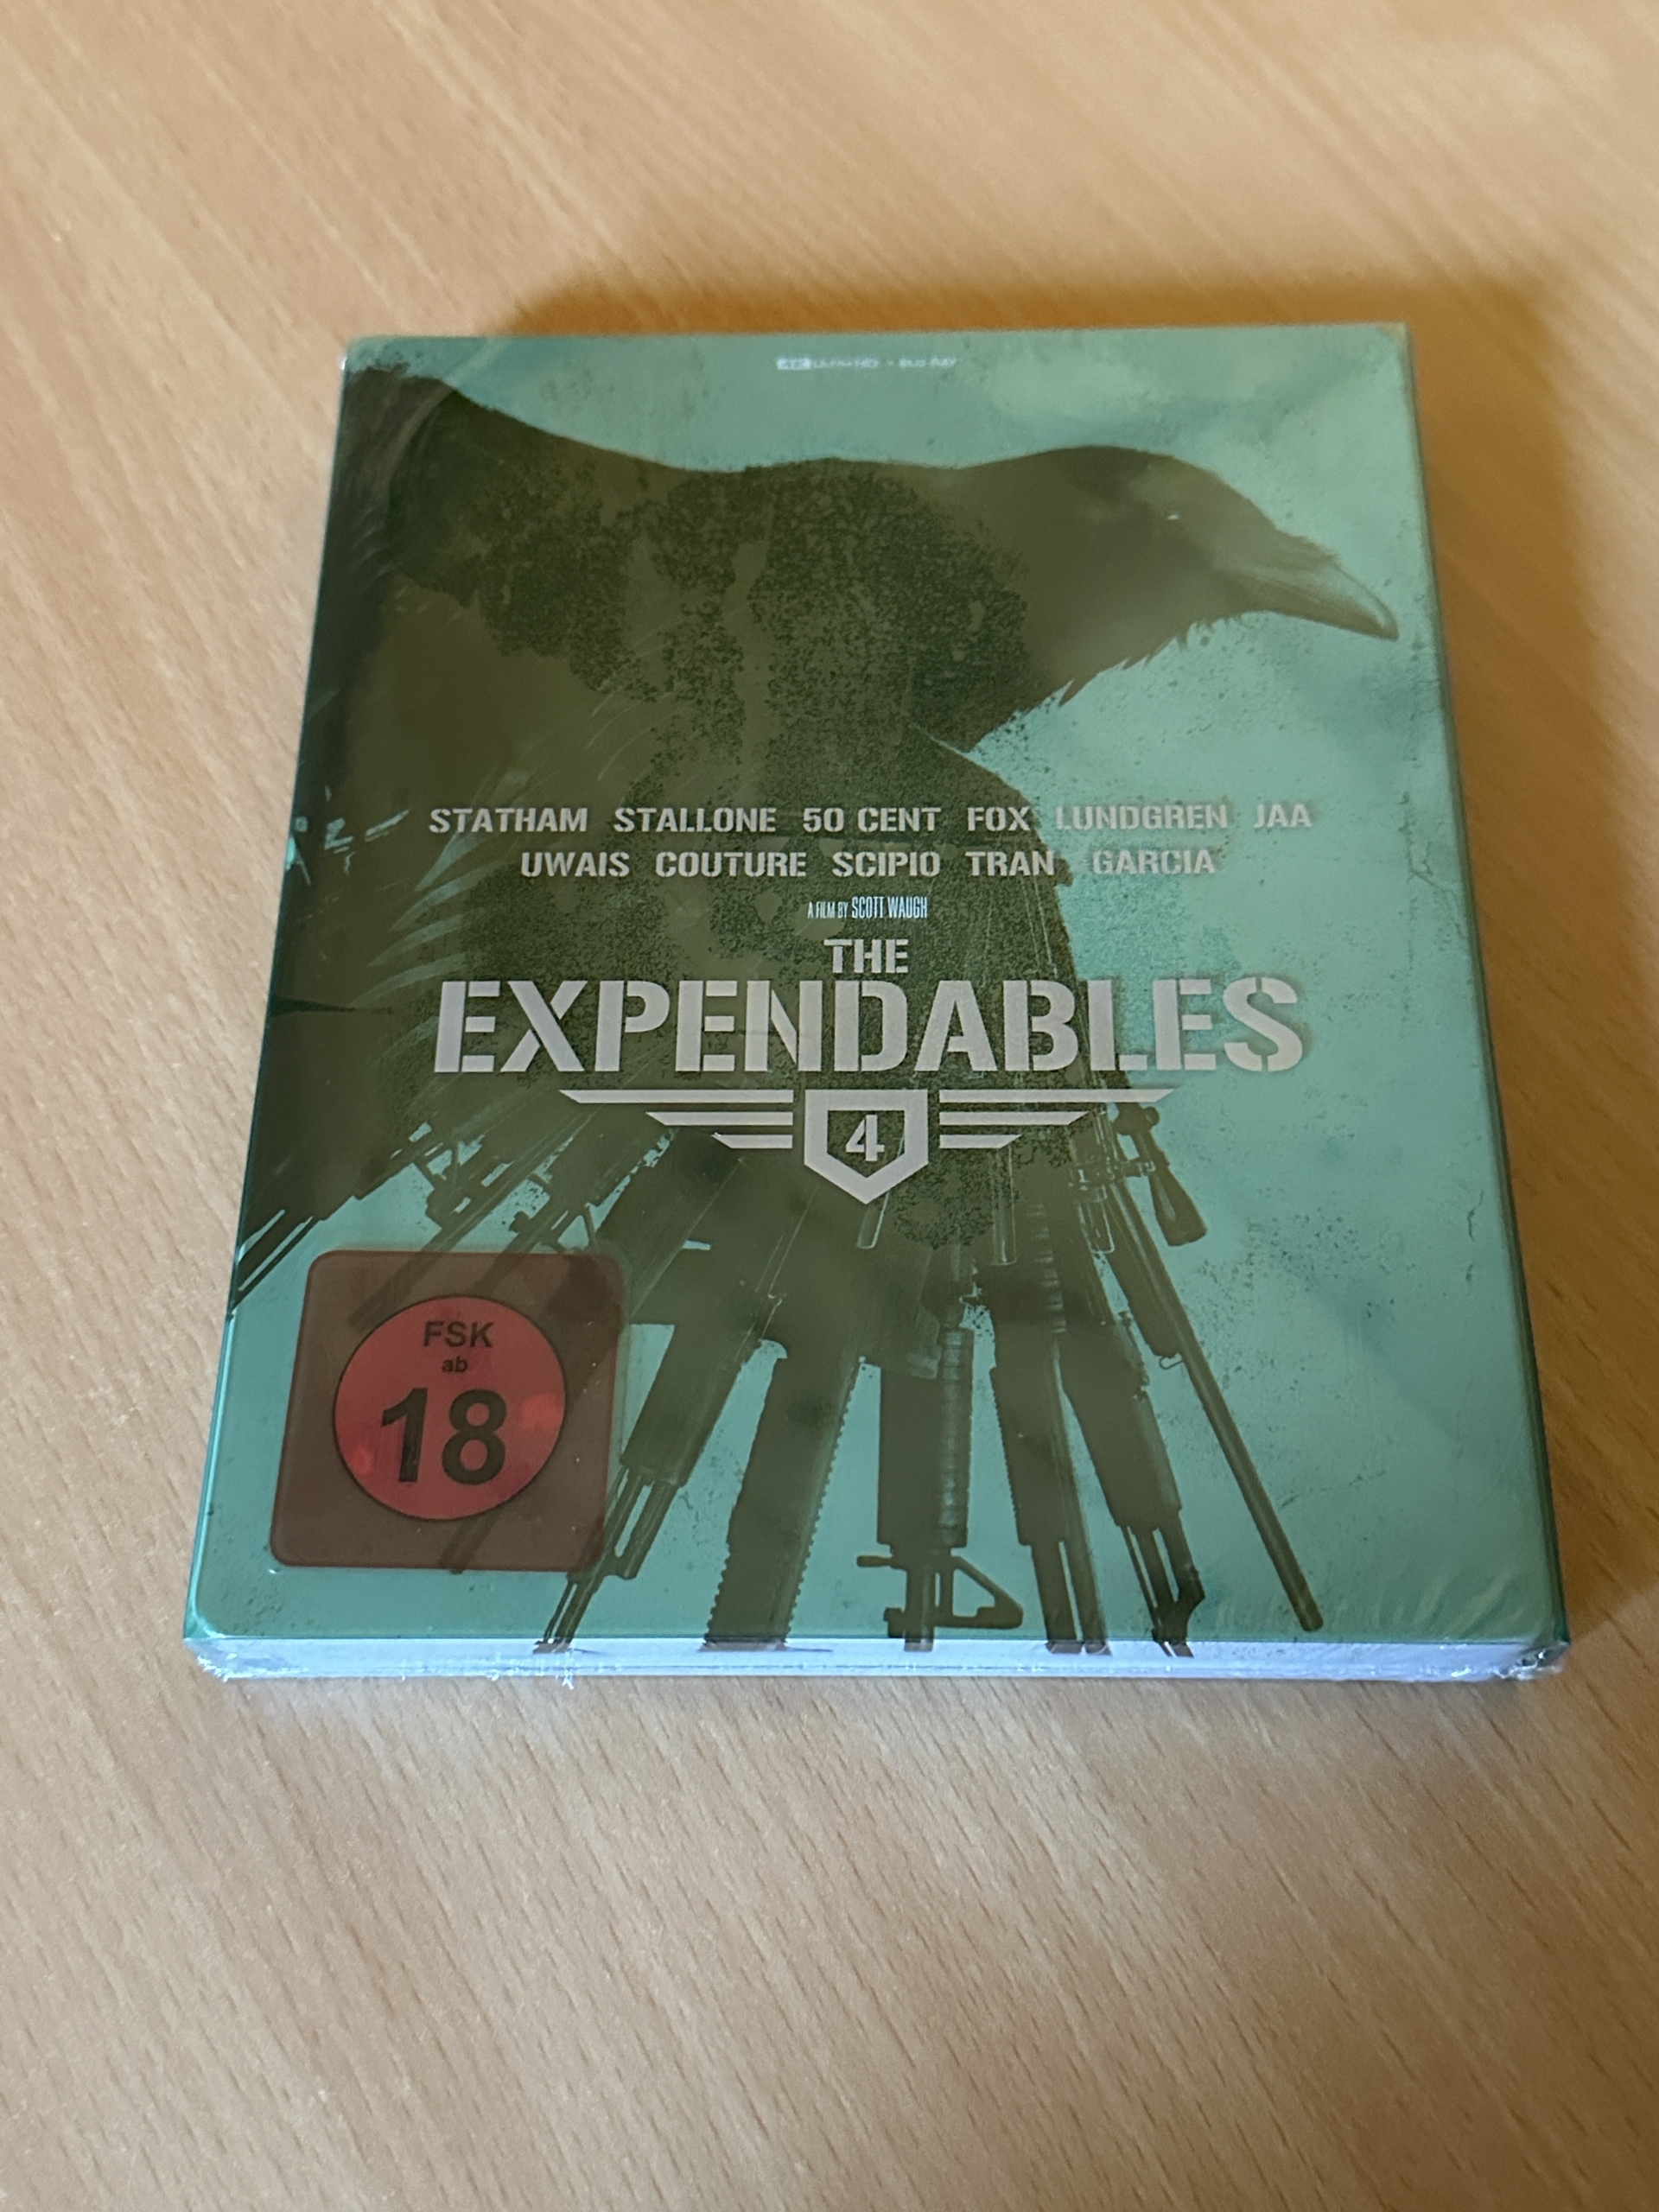 4K ULTRA HD + BLU-RAY
STATHAM STALLONE 50 CENT FOX LUNDGREN JAA
UWAIS COUTURE SCIPIO TRAN GARCIA
A FILM BY SCOTT WAUGH
THE
EXPENDABLES
4
FSK
ab
18